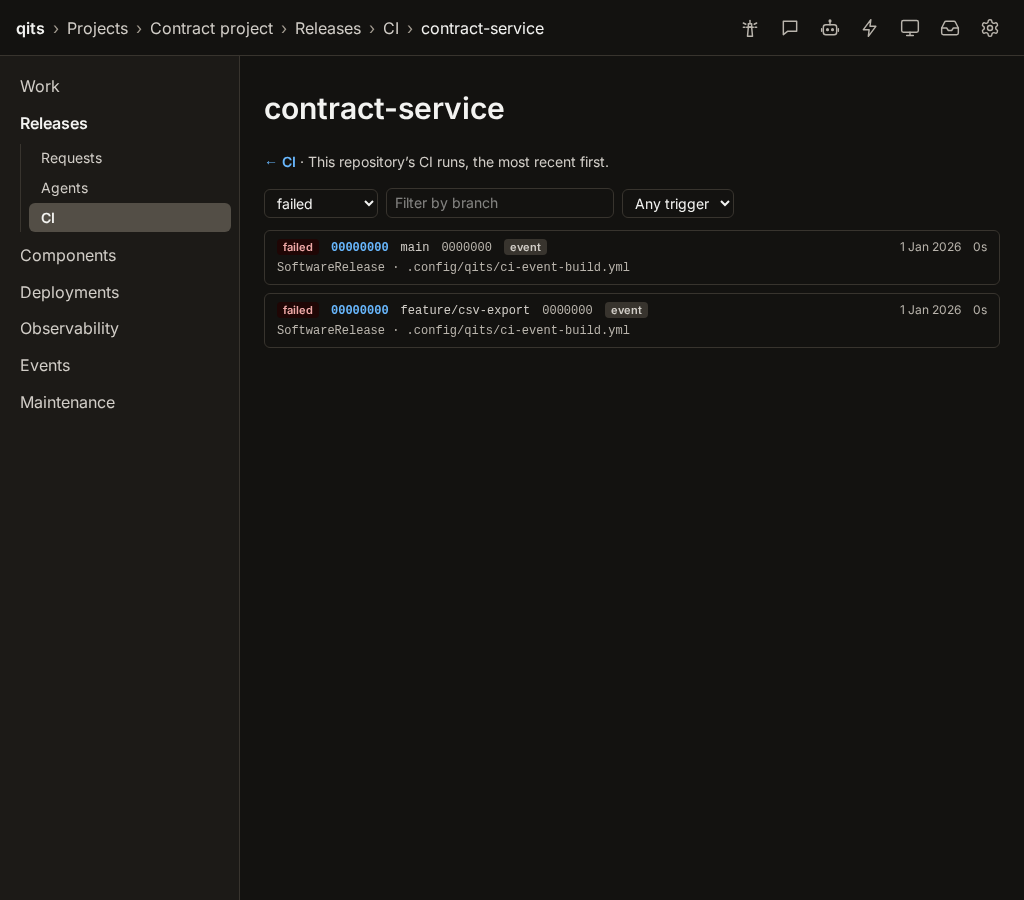 qits › Projects › Contract project › Releases › CI › contract-service
Work
Releases
Requests
Agents
CI
Components
Deployments
Observability
Events
Maintenance
contract-service
← CI · This repository’s CI runs, the most recent first.
failed Filter by branch Any trigger
failed 00000000 main 0000000 event 1 Jan 2026 0s
SoftwareRelease · .config/qits/ci-event-build.yml
failed 00000000 feature/csv-export 0000000 event 1 Jan 2026 0s
SoftwareRelease · .config/qits/ci-event-build.yml